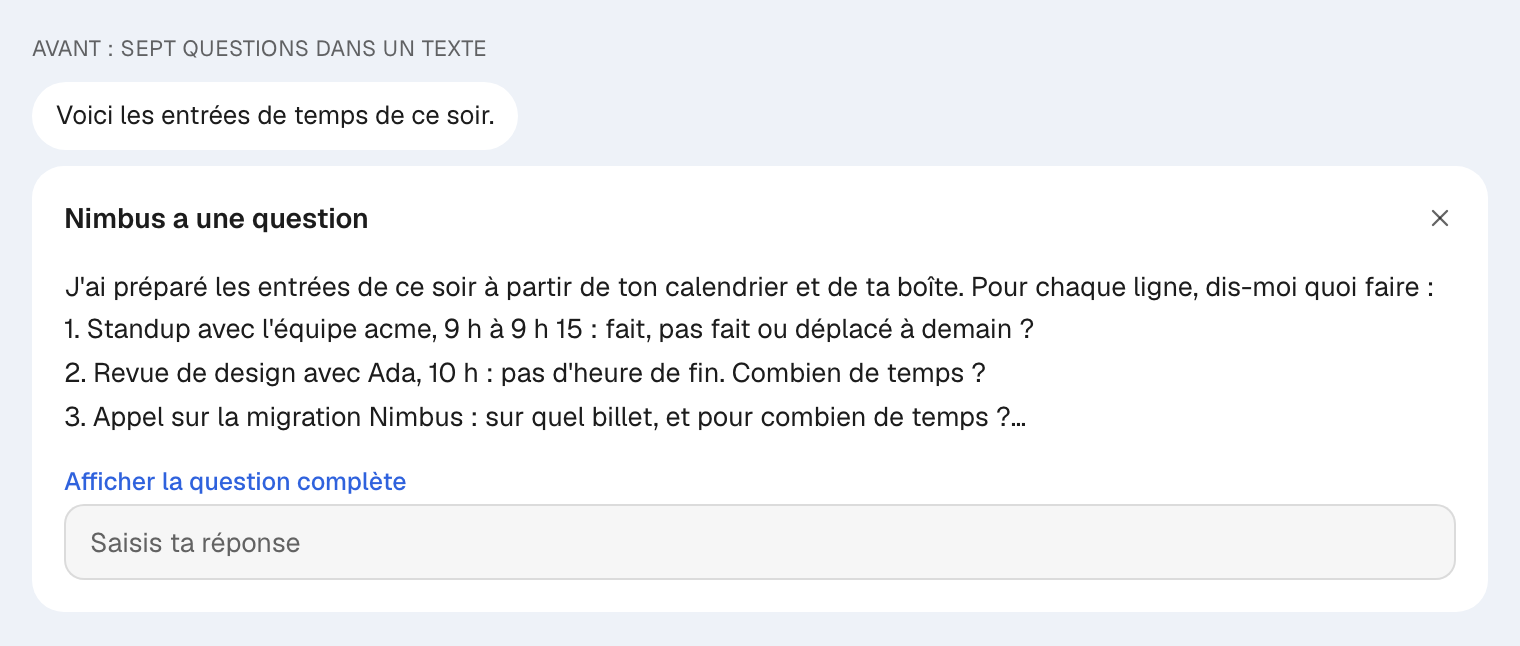 AVANT : SEPT QUESTIONS DANS UN TEXTE
Voici les entrées de temps de ce soir.
Nimbus a une question
J'ai préparé les entrées de ce soir à partir de ton calendrier et de ta boîte. Pour chaque ligne, dis-moi quoi faire :
1. Standup avec l'équipe acme, 9 h à 9 h 15 : fait, pas fait ou déplacé à demain ?
2. Revue de design avec Ada, 10 h : pas d'heure de fin. Combien de temps ?
3. Appel sur la migration Nimbus : sur quel billet, et pour combien de temps ?…
Afficher la question complète
Saisis ta réponse